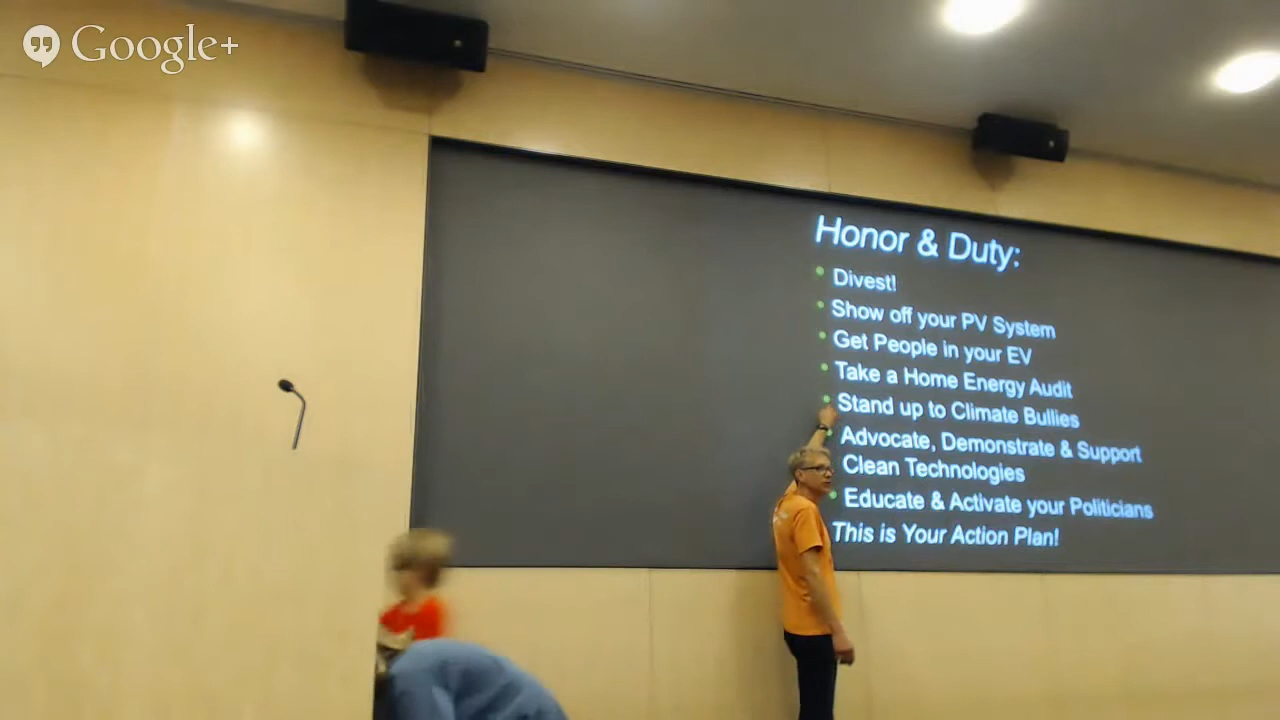 Google+
Honor & Duty:
Divest!
Show off your PV System
Get People in your EV
Take a Home Energy Audit
Stand up to Climate Bullies
Advocate, Demonstrate & Support
Clean Technologies
Educate & Activate your Politicians
This is Your Action Plan!